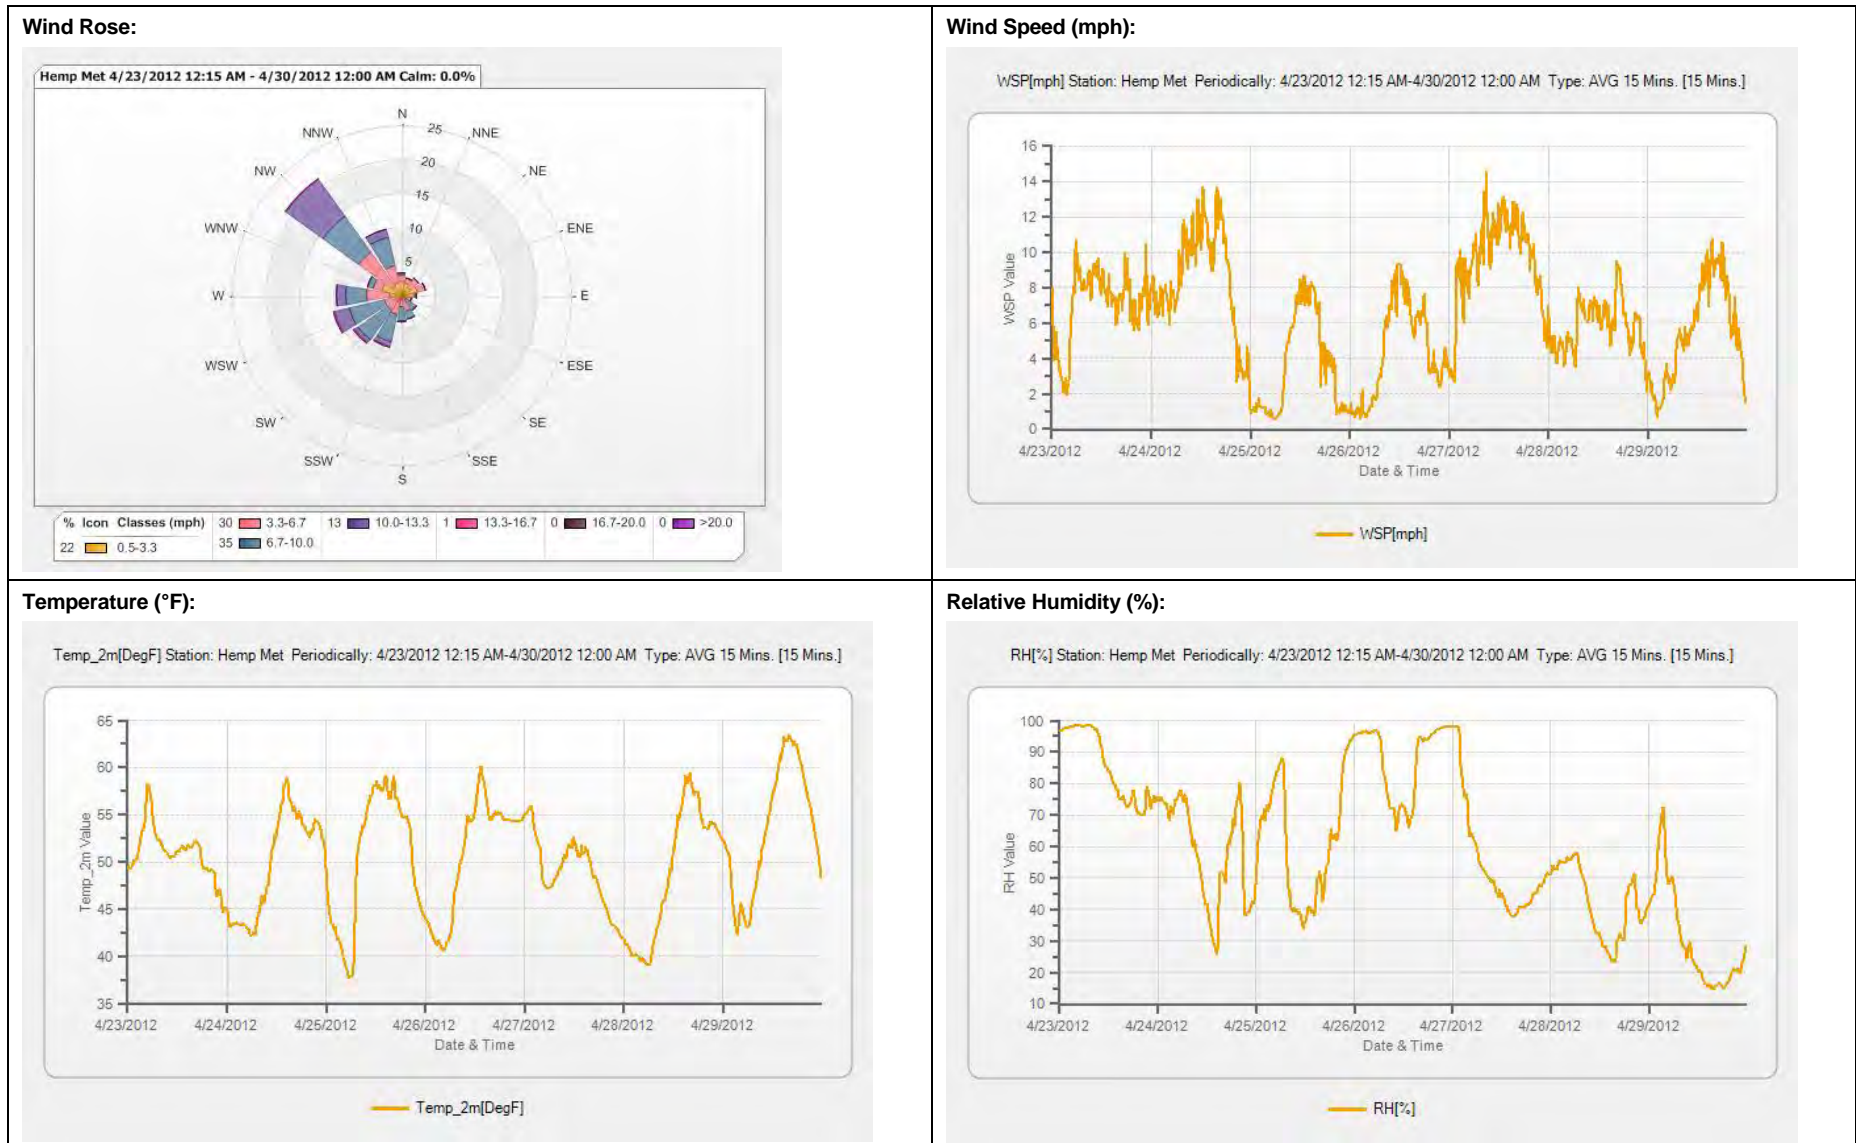 Wind Rose:
Hemp Met 4/23/2012 12:15 AM - 4/30/2012 12:00 AM Calm: 0.0%
N
NNE
NE
ENE
E
ESE
SE
SSE
S
SSW
SW
WSW
W
WNW
NW
NNW
25
20
15
10
5
% Icon Classes (mph)
22 0.5-3.3
30 3.3-6.7
35 6.7-10.0
13 10.0-13.3
1 13.3-16.7
0 16.7-20.0
0 >20.0
Wind Speed (mph):
WSP[mph] Station: Hemp Met Periodically: 4/23/2012 12:15 AM-4/30/2012 12:00 AM Type: AVG 15 Mins. [15 Mins.]
WSP Value
16
14
12
10
8
6
4
2
0
4/23/2012 4/24/2012 4/25/2012 4/26/2012 4/27/2012 4/28/2012 4/29/2012
Date & Time
WSP[mph]
Temperature (°F):
Temp_2m[DegF] Station: Hemp Met Periodically: 4/23/2012 12:15 AM-4/30/2012 12:00 AM Type: AVG 15 Mins. [15 Mins.]
Temp_2m Value
65
60
55
50
45
40
35
4/23/2012 4/24/2012 4/25/2012 4/26/2012 4/27/2012 4/28/2012 4/29/2012
Date & Time
Temp_2m[DegF]
Relative Humidity (%):
RH[%] Station: Hemp Met Periodically: 4/23/2012 12:15 AM-4/30/2012 12:00 AM Type: AVG 15 Mins. [15 Mins.]
RH Value
100
90
80
70
60
50
40
30
20
10
4/23/2012 4/24/2012 4/25/2012 4/26/2012 4/27/2012 4/28/2012 4/29/2012
Date & Time
RH[%]